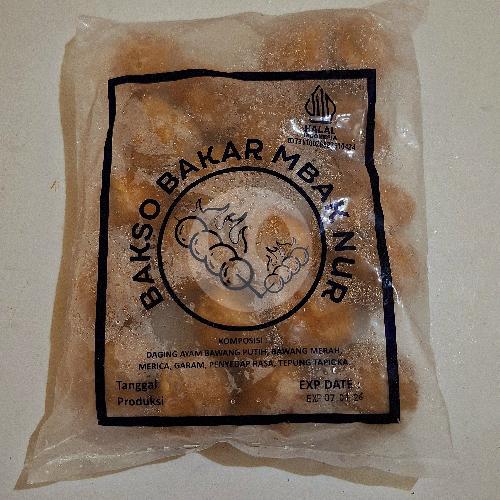 HALAL
INDONESIA
BAKSO BAKAR MBAK NUR
KOMPOSISI
DAGING AYAM BAWANG PUTIH, BAWANG MERAH,
MERICA, GARAM, PENYEDAP RASA, TEPUNG TAPIOKA
Tanggal
Produksi
EXP DATE